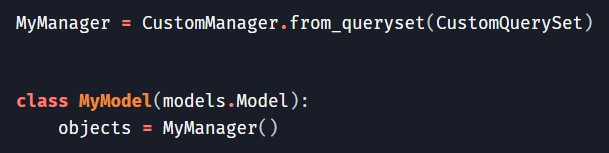 MyManager = CustomManager.from_queryset(CustomQuerySet)
class MyModel(models.Model):
    objects = MyManager()